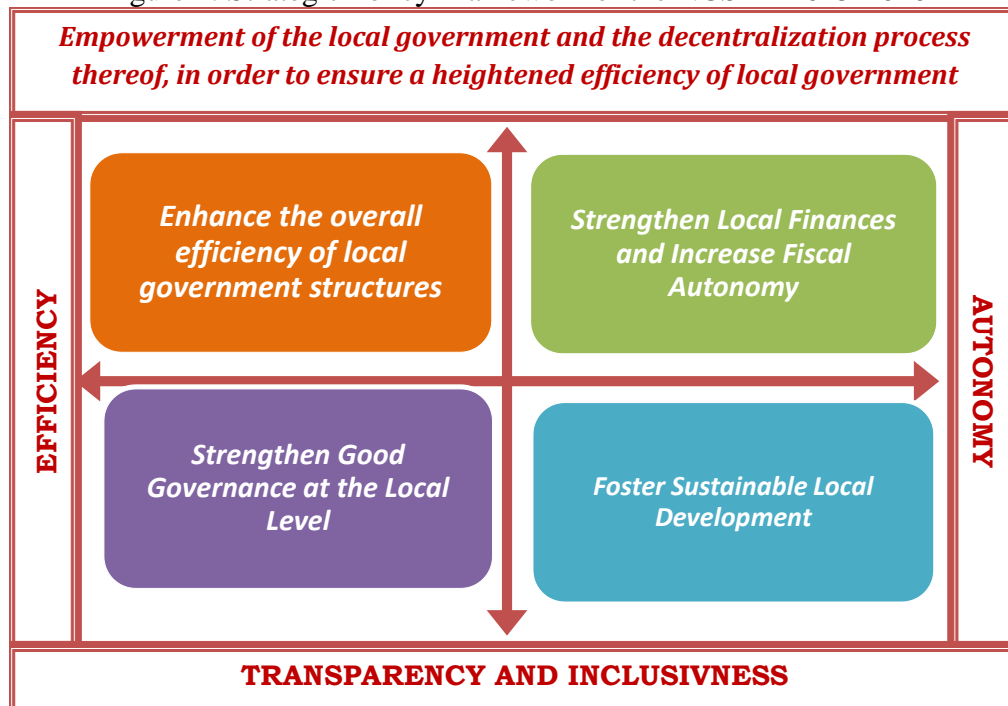 Empowerment of the local government and the decentralization process
thereof, in order to ensure a heightened efficiency of local government
EFFICIENCY
Enhance the overall
efficiency of local
government structures
Strengthen Local Finances
and Increase Fiscal
Autonomy
AUTONOMY
Strengthen Good
Governance at the Local
Level
Foster Sustainable Local
Development
TRANSPARENCY AND INCLUSIVNESS